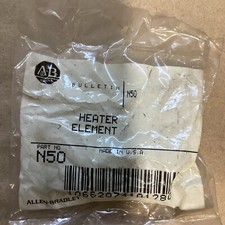 AB
BULLETIN N50
HEATER
ELEMENT
PART NO.
N50
MADE IN U.S.A.
ALLEN-BRADLEY